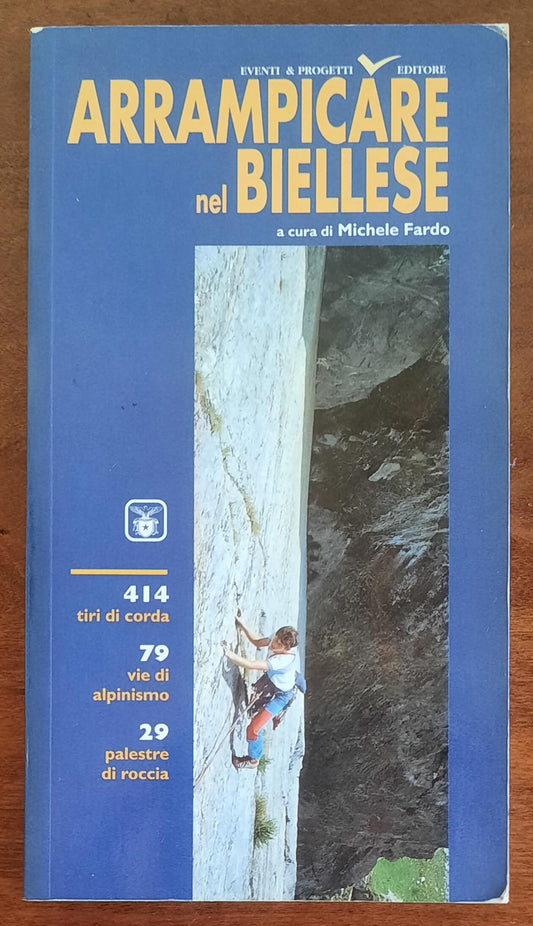 EVENTI & PROGETTI EDITORE
ARRAMPICARE
nel BIELLESE
a cura di Michele Fardo
414
tiri di corda
79
vie di
alpinismo
29
palestre
di roccia